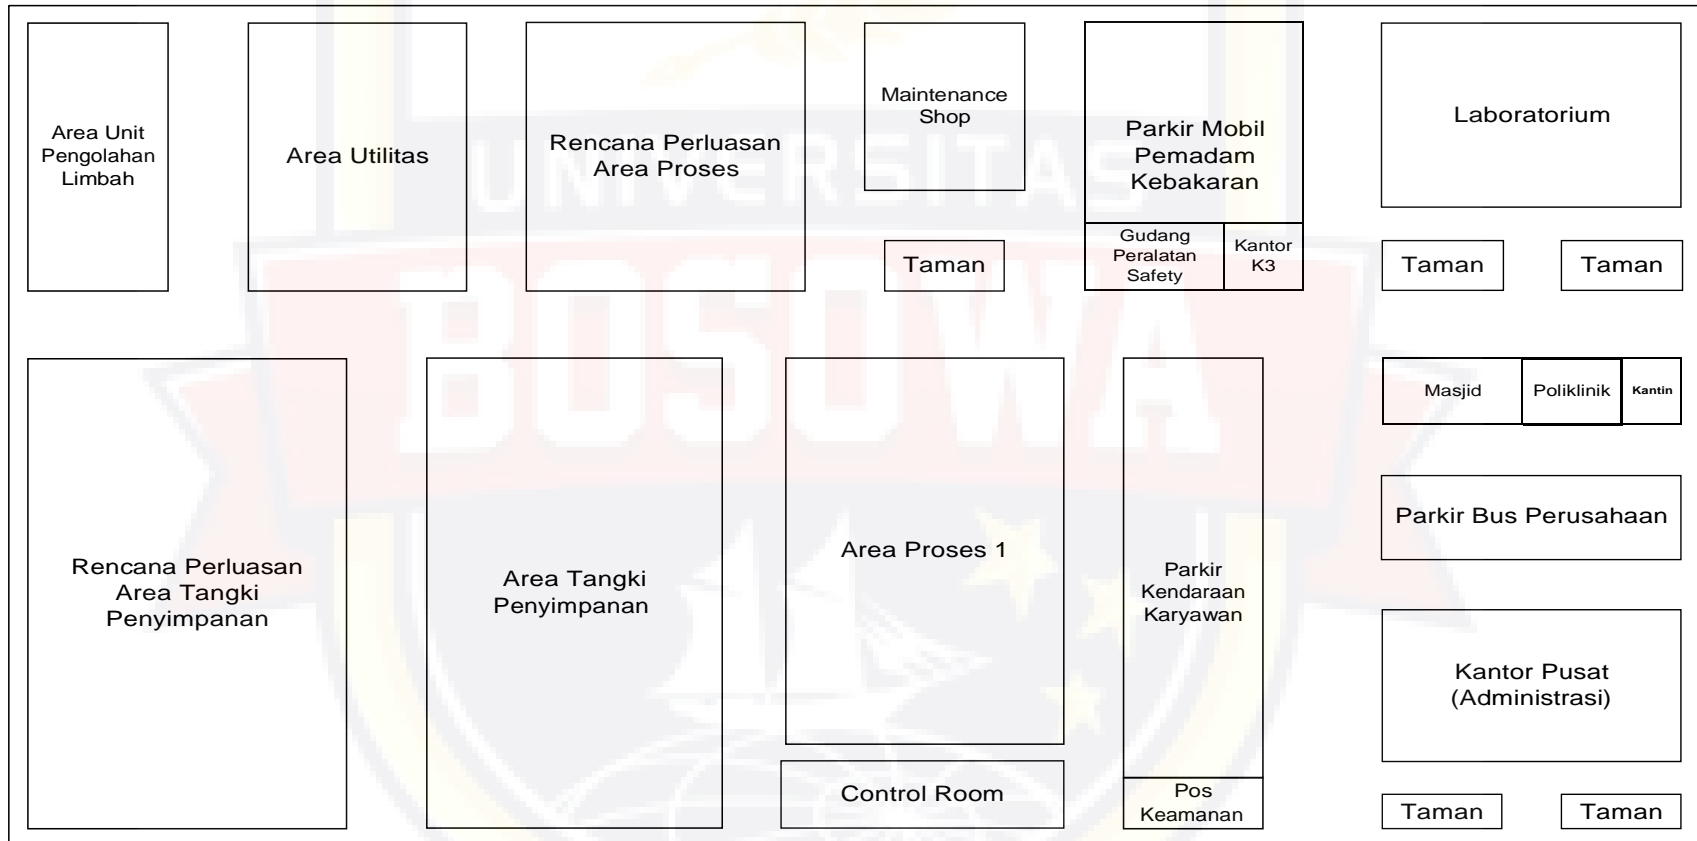 Area Unit
Pengolahan
Limbah
Area Utilitas
Rencana Perluasan
Area Proses
Maintenance
Shop
Taman
Parkir Mobil
Pemadam
Kebakaran
Gudang
Peralatan
Safety
Kantor
K3
Laboratorium
Taman
Taman
UNIVERSITAS
BOSOWA
Rencana Perluasan
Area Tangki
Penyimpanan
Area Tangki
Penyimpanan
Area Proses 1
Control Room
Parkir
Kendaraan
Karyawan
Pos
Keamanan
Masjid
Poliklinik
Kantin
Parkir Bus Perusahaan
Kantor Pusat
(Administrasi)
Taman
Taman